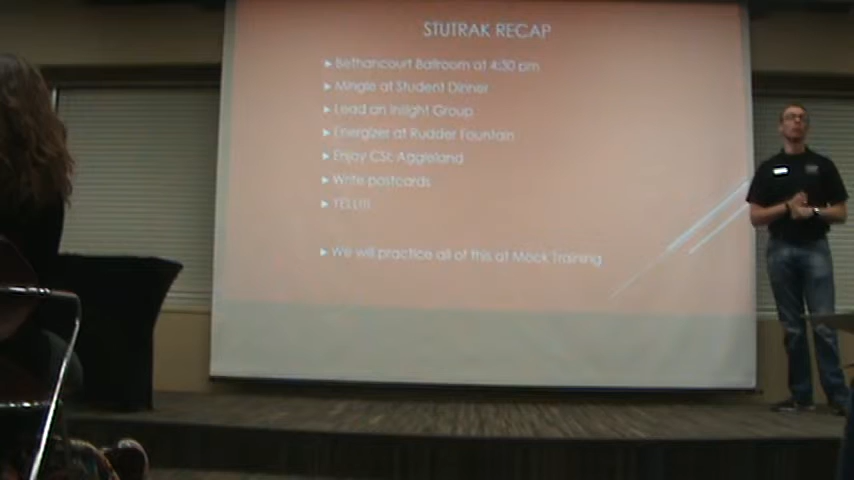 STUTRAK RECAP
Bethancourt Ballroom at 4:30 pm
Mingle at Student Dinner
Lead an Insight Group
Energizer at Rudder Fountain
Enjoy CSI: Aggieland
Write postcards
YELL!!!
We will practice all of this at Mock Training